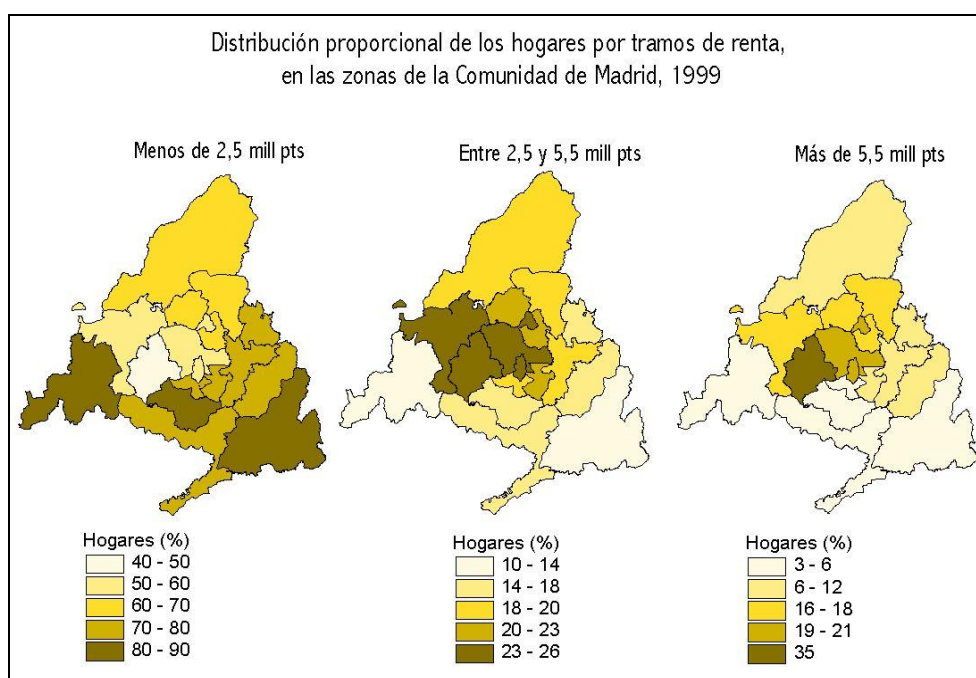 Distribución proporcional de los hogares por tramos de renta,
en las zonas de la Comunidad de Madrid, 1999
Menos de 2,5 mill pts
Entre 2,5 y 5,5 mill pts
Más de 5,5 mill pts
Hogares (%)
40 - 50
50 - 60
60 - 70
70 - 80
80 - 90
Hogares (%)
10 - 14
14 - 18
18 - 20
20 - 23
23 - 26
Hogares (%)
3 - 6
6 - 12
16 - 18
19 - 21
35